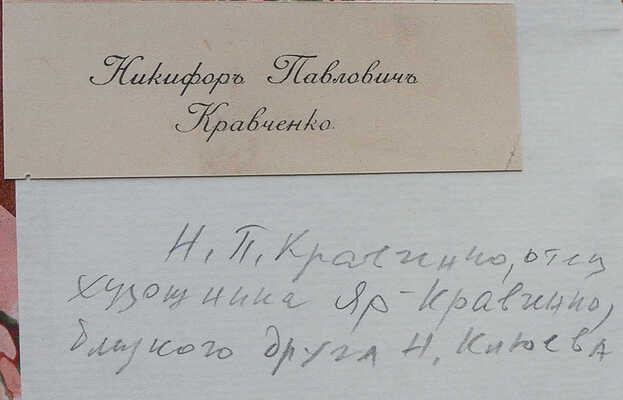 Никифоръ Павловичъ
Кравченко.
Н. П. Кравченко, отец
художника Яр-Кравченко,
близкого друга Н. Клюева